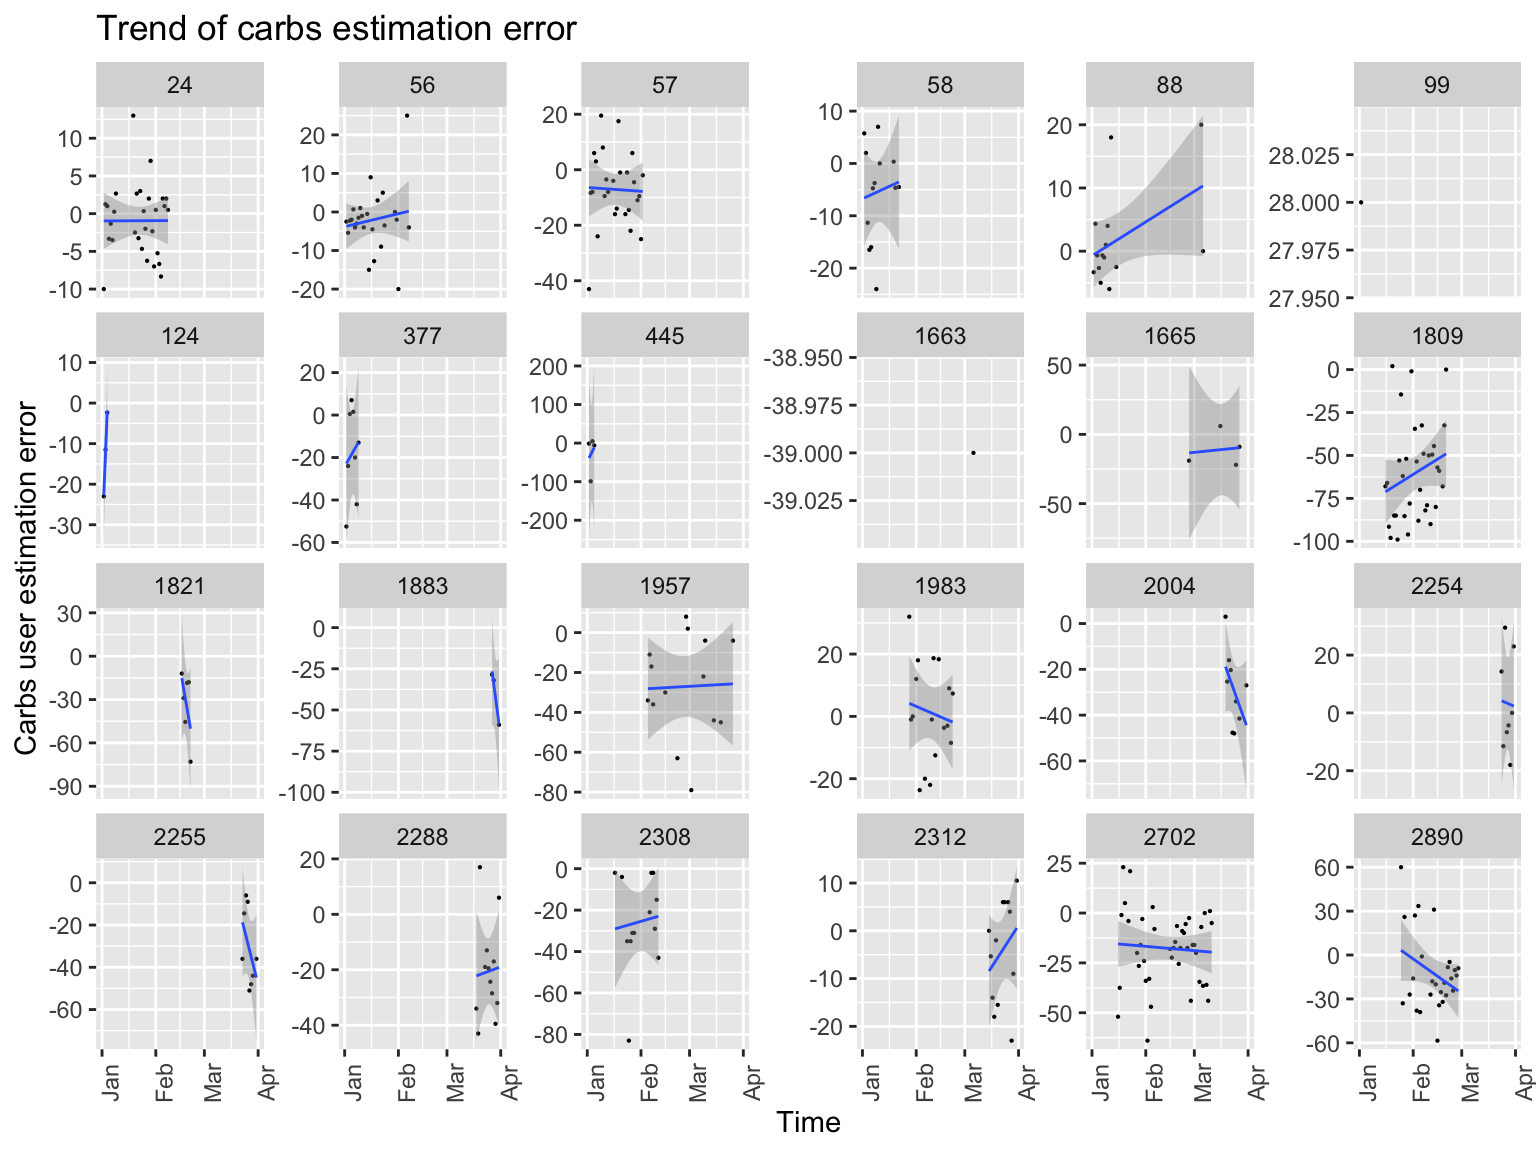 Trend of carbs estimation error
24 56 57 58 88 99
10 5 0 -5 -10
20 10 0 -10 -20
20 0 -20 -40
10 0 -10 -20
20 10 0
28.025 28.000 27.975 27.950
124 377 445 1663 1665 1809
10 0 -10 -20 -30
20 0 -20 -40 -60
200 100 0 -100 -200
-38.950 -38.975 -39.000 -39.025
50 0 -50
0 -25 -50 -75 -100
1821 1883 1957 1983 2004 2254
30 0 -30 -60 -90
0 -25 -50 -75 -100
0 -20 -40 -60 -80
20 0 -20
0 -20 -40 -60
20 0 -20
2255 2288 2308 2312 2702 2890
0 -20 -40 -60
20 0 -20 -40
0 -20 -40 -60 -80
10 0 -10 -20
25 0 -25 -50
60 30 0 -30 -60
Jan Feb Mar Apr Jan Feb Mar Apr Jan Feb Mar Apr Jan Feb Mar Apr Jan Feb Mar Apr Jan Feb Mar Apr
Time
Carbs user estimation error